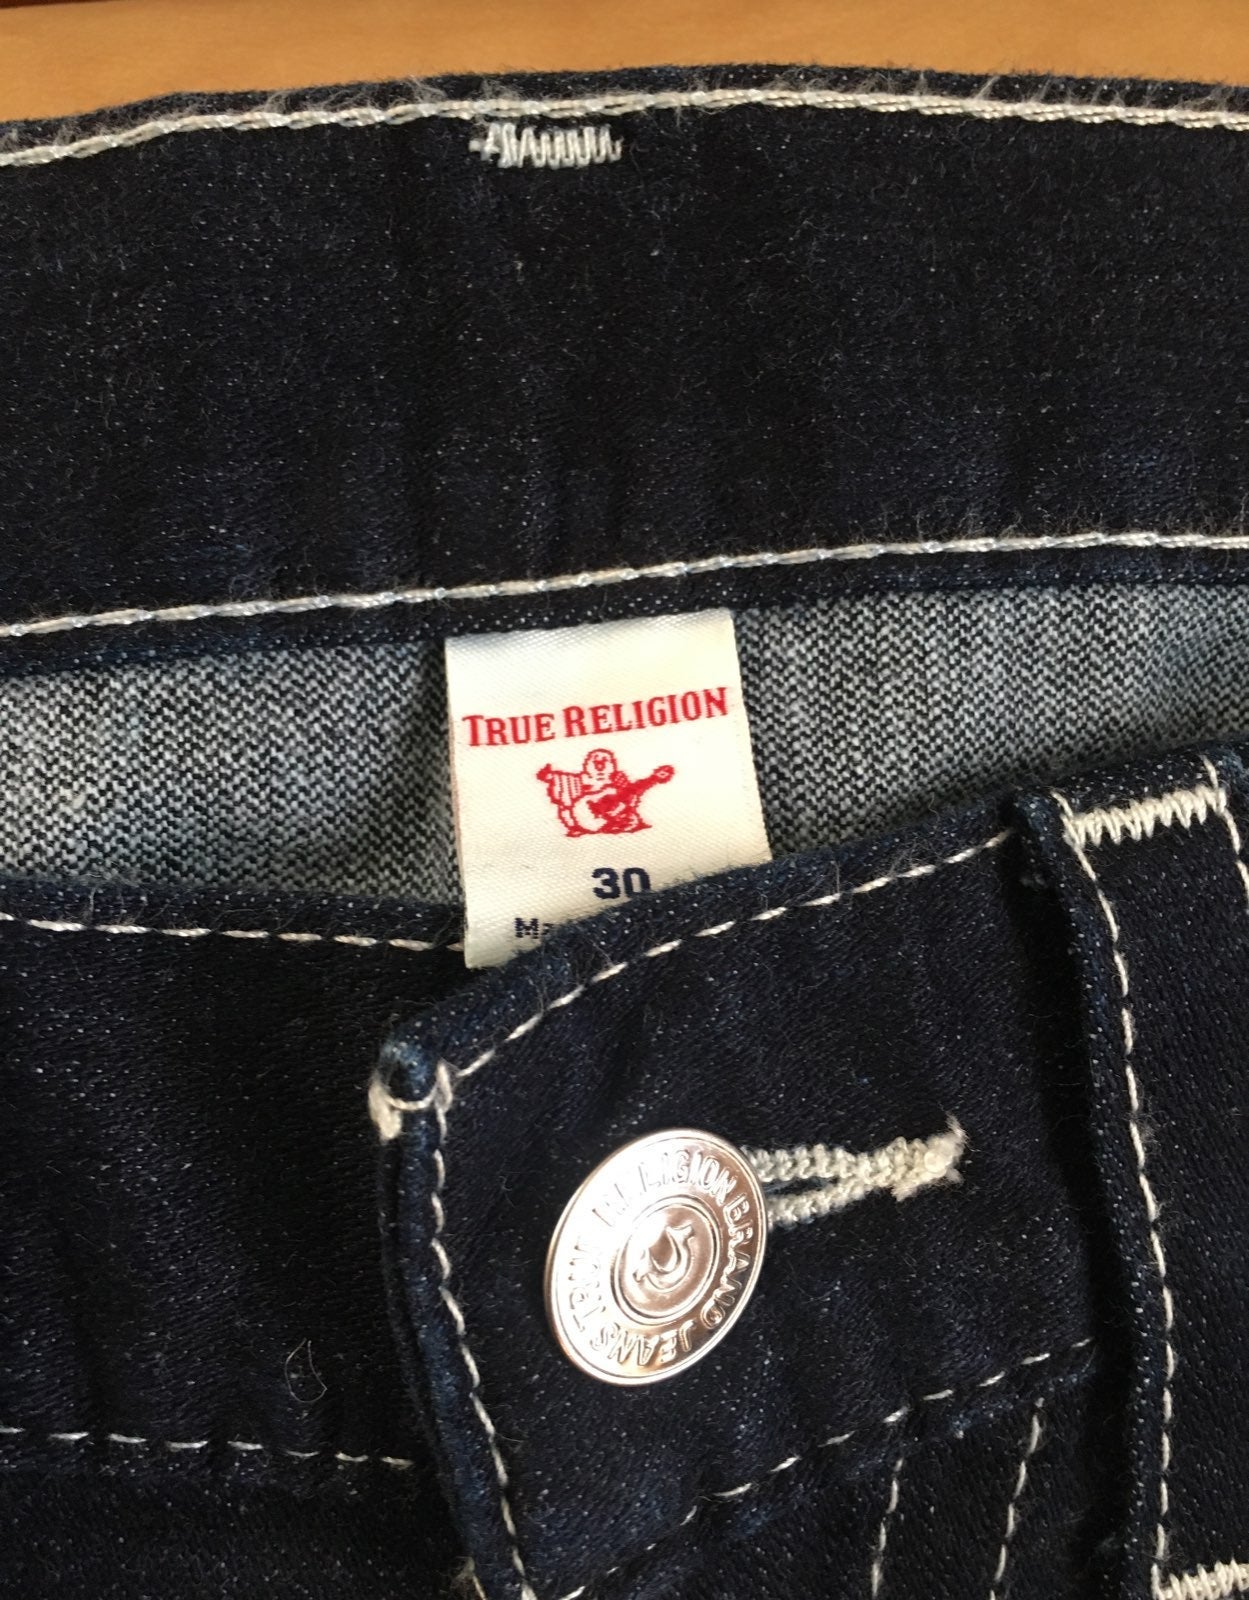 TRUE RELIGION
30
TRUE RELIGION BRAND JEANS